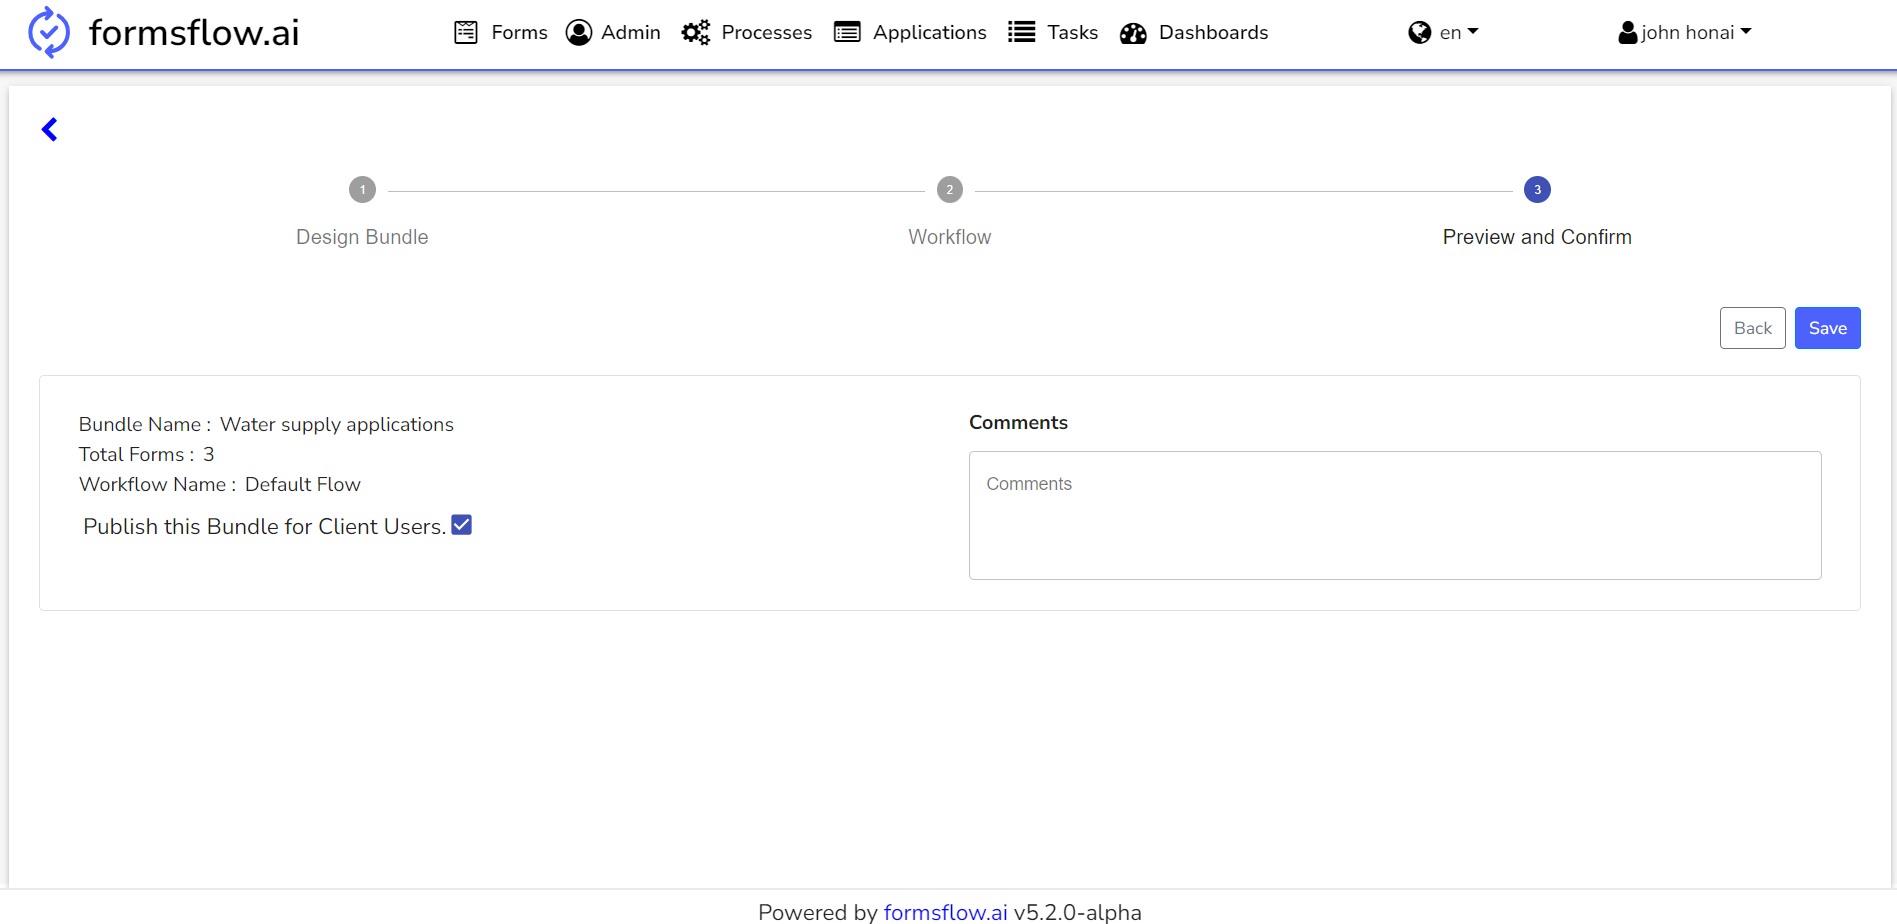 formsflow.ai
Forms Admin Processes Applications Tasks Dashboards en john honai
1 2 3
Design Bundle Workflow Preview and Confirm
Back Save
Bundle Name : Water supply applications
Total Forms : 3
Workflow Name : Default Flow
Publish this Bundle for Client Users.
Comments
Comments
Powered by formsflow.ai v5.2.0-alpha